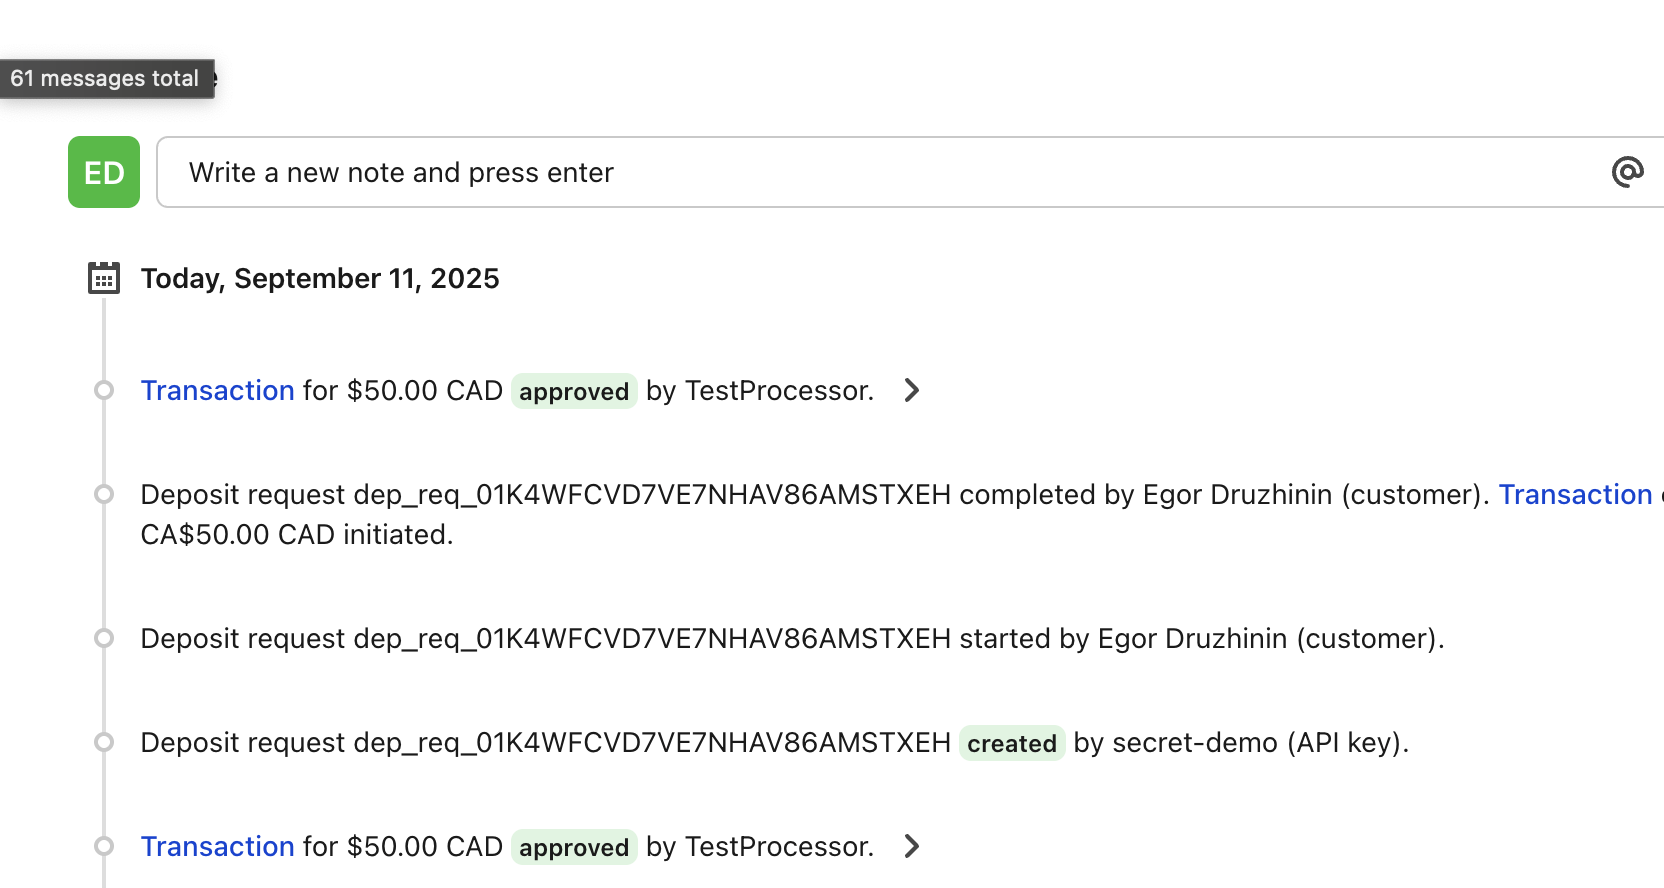 61 messages total
ED
Write a new note and press enter
Today, September 11, 2025
Transaction for $50.00 CAD approved by TestProcessor.
Deposit request dep_req_01K4WFCVD7VE7NHAV86AMSTXEH completed by Egor Druzhinin (customer). Transaction
CA$50.00 CAD initiated.
Deposit request dep_req_01K4WFCVD7VE7NHAV86AMSTXEH started by Egor Druzhinin (customer).
Deposit request dep_req_01K4WFCVD7VE7NHAV86AMSTXEH created by secret-demo (API key).
Transaction for $50.00 CAD approved by TestProcessor.